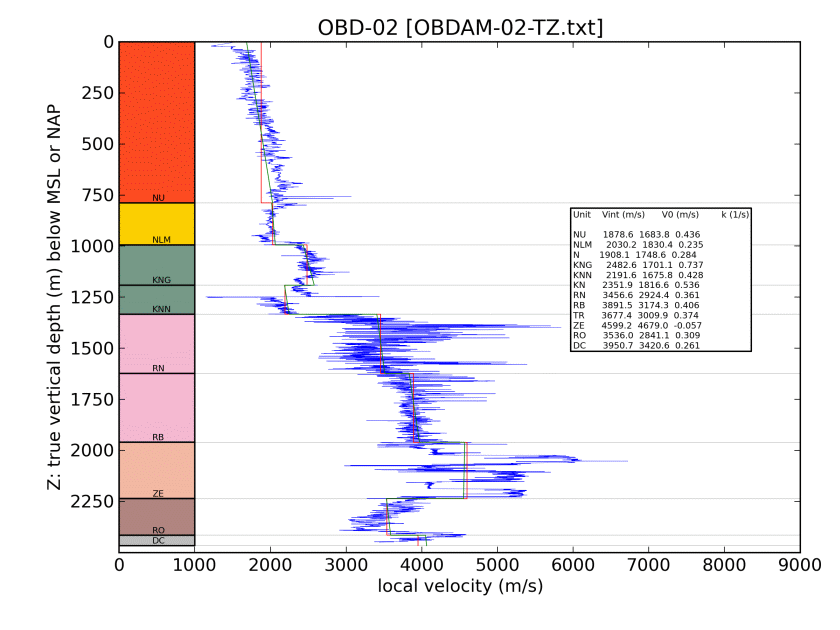 OBD-02 [OBDAM-02-TZ.txt]
Z: true vertical depth (m) below MSL or NAP
0
250
500
750
1000
1250
1500
1750
2000
2250
NU
NLM
KNG
KNN
RN
RB
ZE
RO
DC
Unit Vint (m/s) V0 (m/s) k (1/s)
NU 1878.6 1683.8 0.436
NLM 2030.2 1830.4 0.235
N 1908.1 1748.6 0.284
KNG 2482.6 1701.1 0.737
KNN 2191.6 1675.8 0.428
KN 2351.9 1816.6 0.536
RN 3456.6 2924.4 0.361
RB 3891.5 3174.3 0.406
TR 3677.4 3009.9 0.374
ZE 4599.2 4679.0 -0.057
RO 3536.0 2841.1 0.309
DC 3950.7 3420.6 0.261
0 1000 2000 3000 4000 5000 6000 7000 8000 9000
local velocity (m/s)